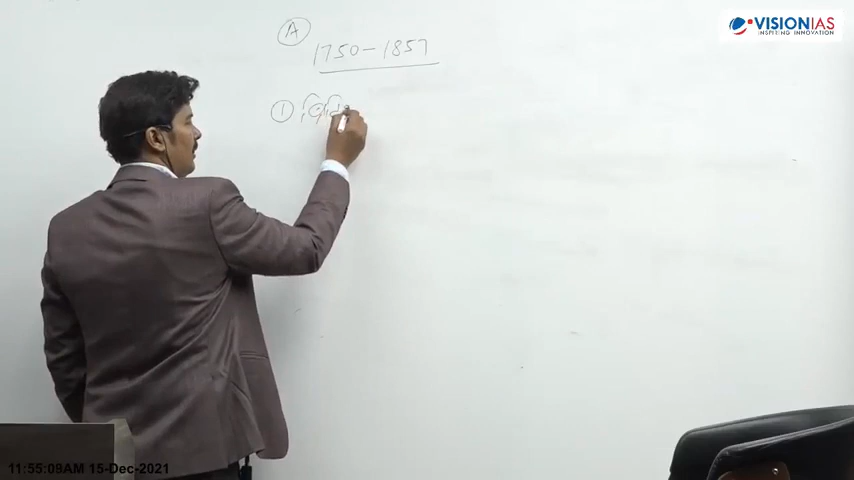 VISIONIAS
INSPIRING INNOVATION
A
1750-1857
1
11:55:09AM 15-Dec-2021